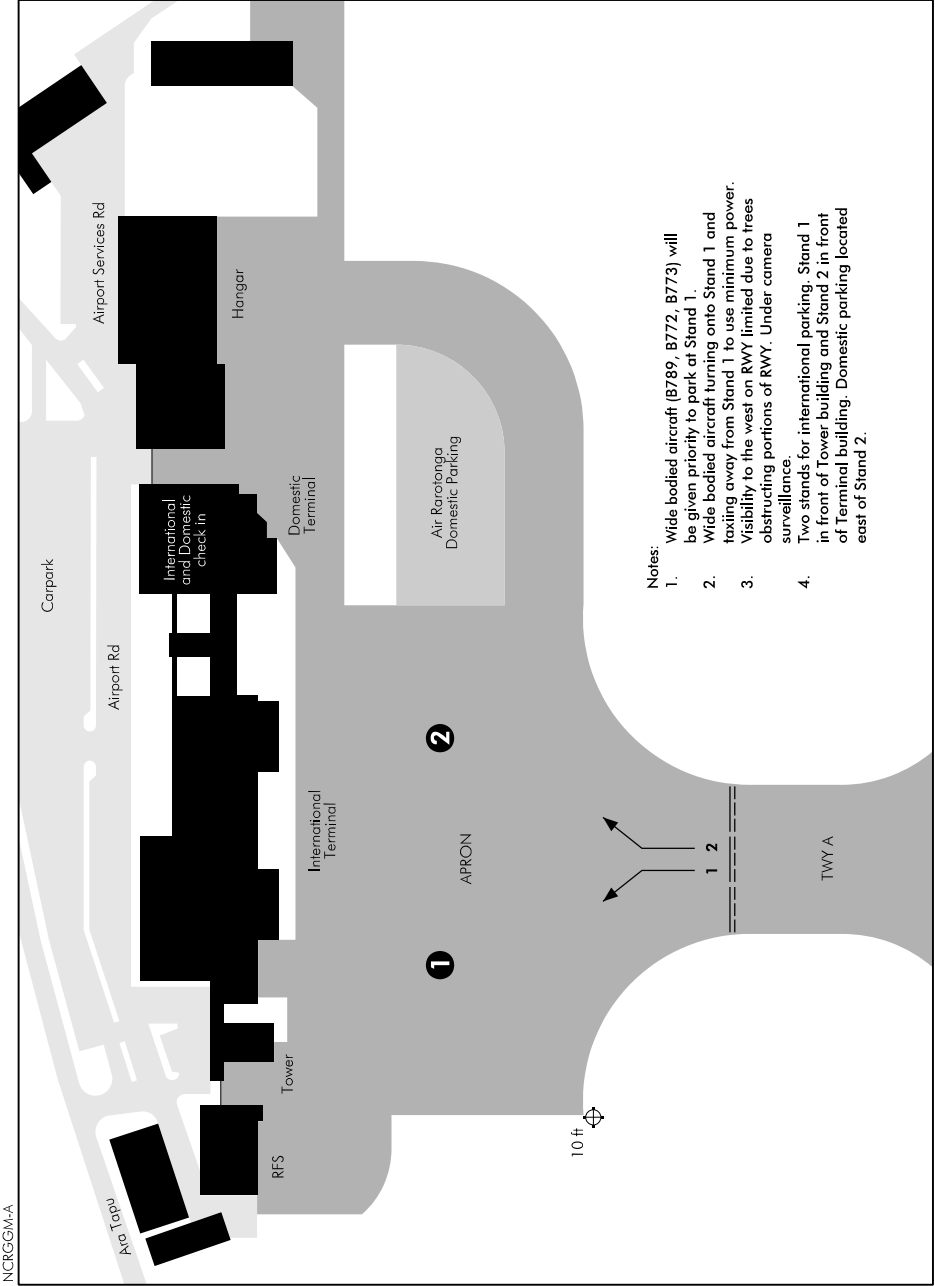 NCRGGM-A
Ara Tapu
Carpark
Airport Rd
Airport Services Rd
RFS
Tower
International
Terminal
International
and Domestic
check in
Domestic
Terminal
Hangar
1
2
APRON
Air Rarotonga
Domestic Parking
10 ft
1 2
TWY A
Notes:
1. Wide bodied aircraft (B789, B772, B773) will
be given priority to park at Stand 1.
2. Wide bodied aircraft turning onto Stand 1 and
taxiing away from Stand 1 to use minimum power.
3. Visibility to the west on RWY limited due to trees
obstructing portions of RWY. Under camera
surveillance.
4. Two stands for international parking. Stand 1
in front of Tower building and Stand 2 in front
of Terminal building. Domestic parking located
east of Stand 2.